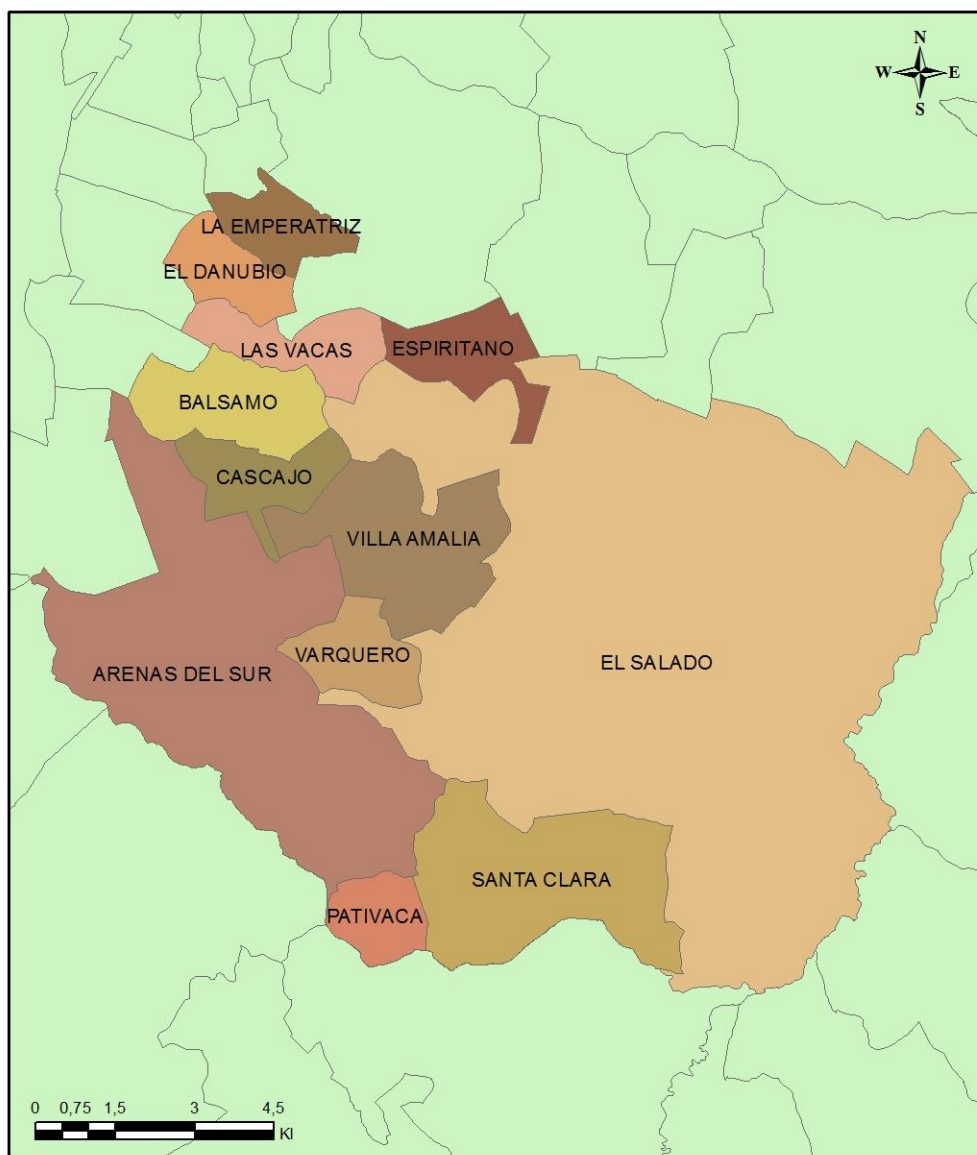 N
W E
S
LA EMPERATRIZ
EL DANUBIO
LAS VACAS
ESPIRITANO
BALSAMO
CASCAJO
VILLA AMALIA
VARQUERO
EL SALADO
ARENAS DEL SUR
SANTA CLARA
PATIVACA
0 0,75 1,5 3 4,5
Kl